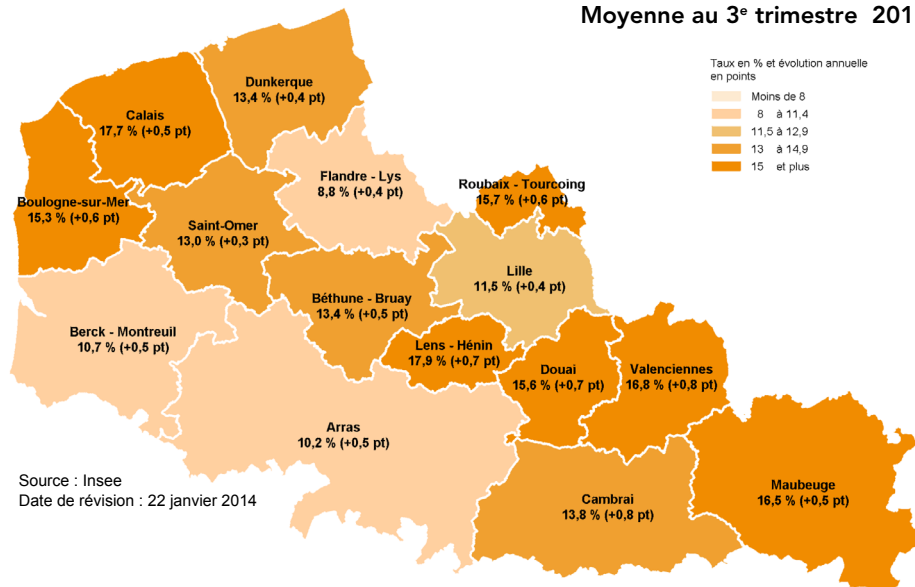 Moyenne au 3e trimestre 201
Taux en % et évolution annuelle
en points
Moins de 8
8 à 11,4
11,5 à 12,9
13 à 14,9
15 et plus
Dunkerque
13,4 % (+0,4 pt)
Calais
17,7 % (+0,5 pt)
Flandre - Lys
8,8 % (+0,4 pt)
Roubaix - Tourcoing
15,7 % (+0,6 pt)
Boulogne-sur-Mer
15,3 % (+0,6 pt)
Saint-Omer
13,0 % (+0,3 pt)
Lille
11,5 % (+0,4 pt)
Béthune - Bruay
13,4 % (+0,5 pt)
Berck - Montreuil
10,7 % (+0,5 pt)
Lens - Hénin
17,9 % (+0,7 pt)
Douai
15,6 % (+0,7 pt)
Valenciennes
16,8 % (+0,8 pt)
Arras
10,2 % (+0,5 pt)
Source : Insee
Date de révision : 22 janvier 2014
Cambrai
13,8 % (+0,8 pt)
Maubeuge
16,5 % (+0,5 pt)